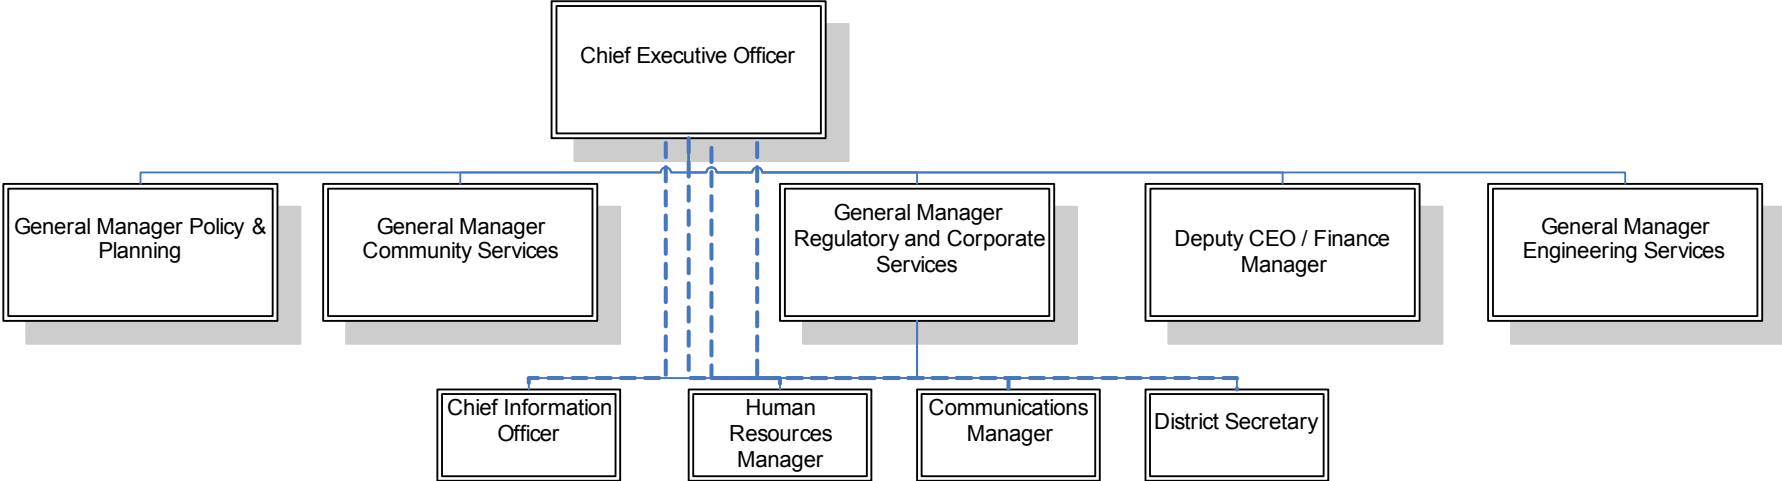 Chief Executive Officer
General Manager Policy &
Planning
General Manager
Community Services
General Manager
Regulatory and Corporate
Services
Deputy CEO / Finance
Manager
General Manager
Engineering Services
Chief Information
Officer
Human
Resources
Manager
Communications
Manager
District Secretary